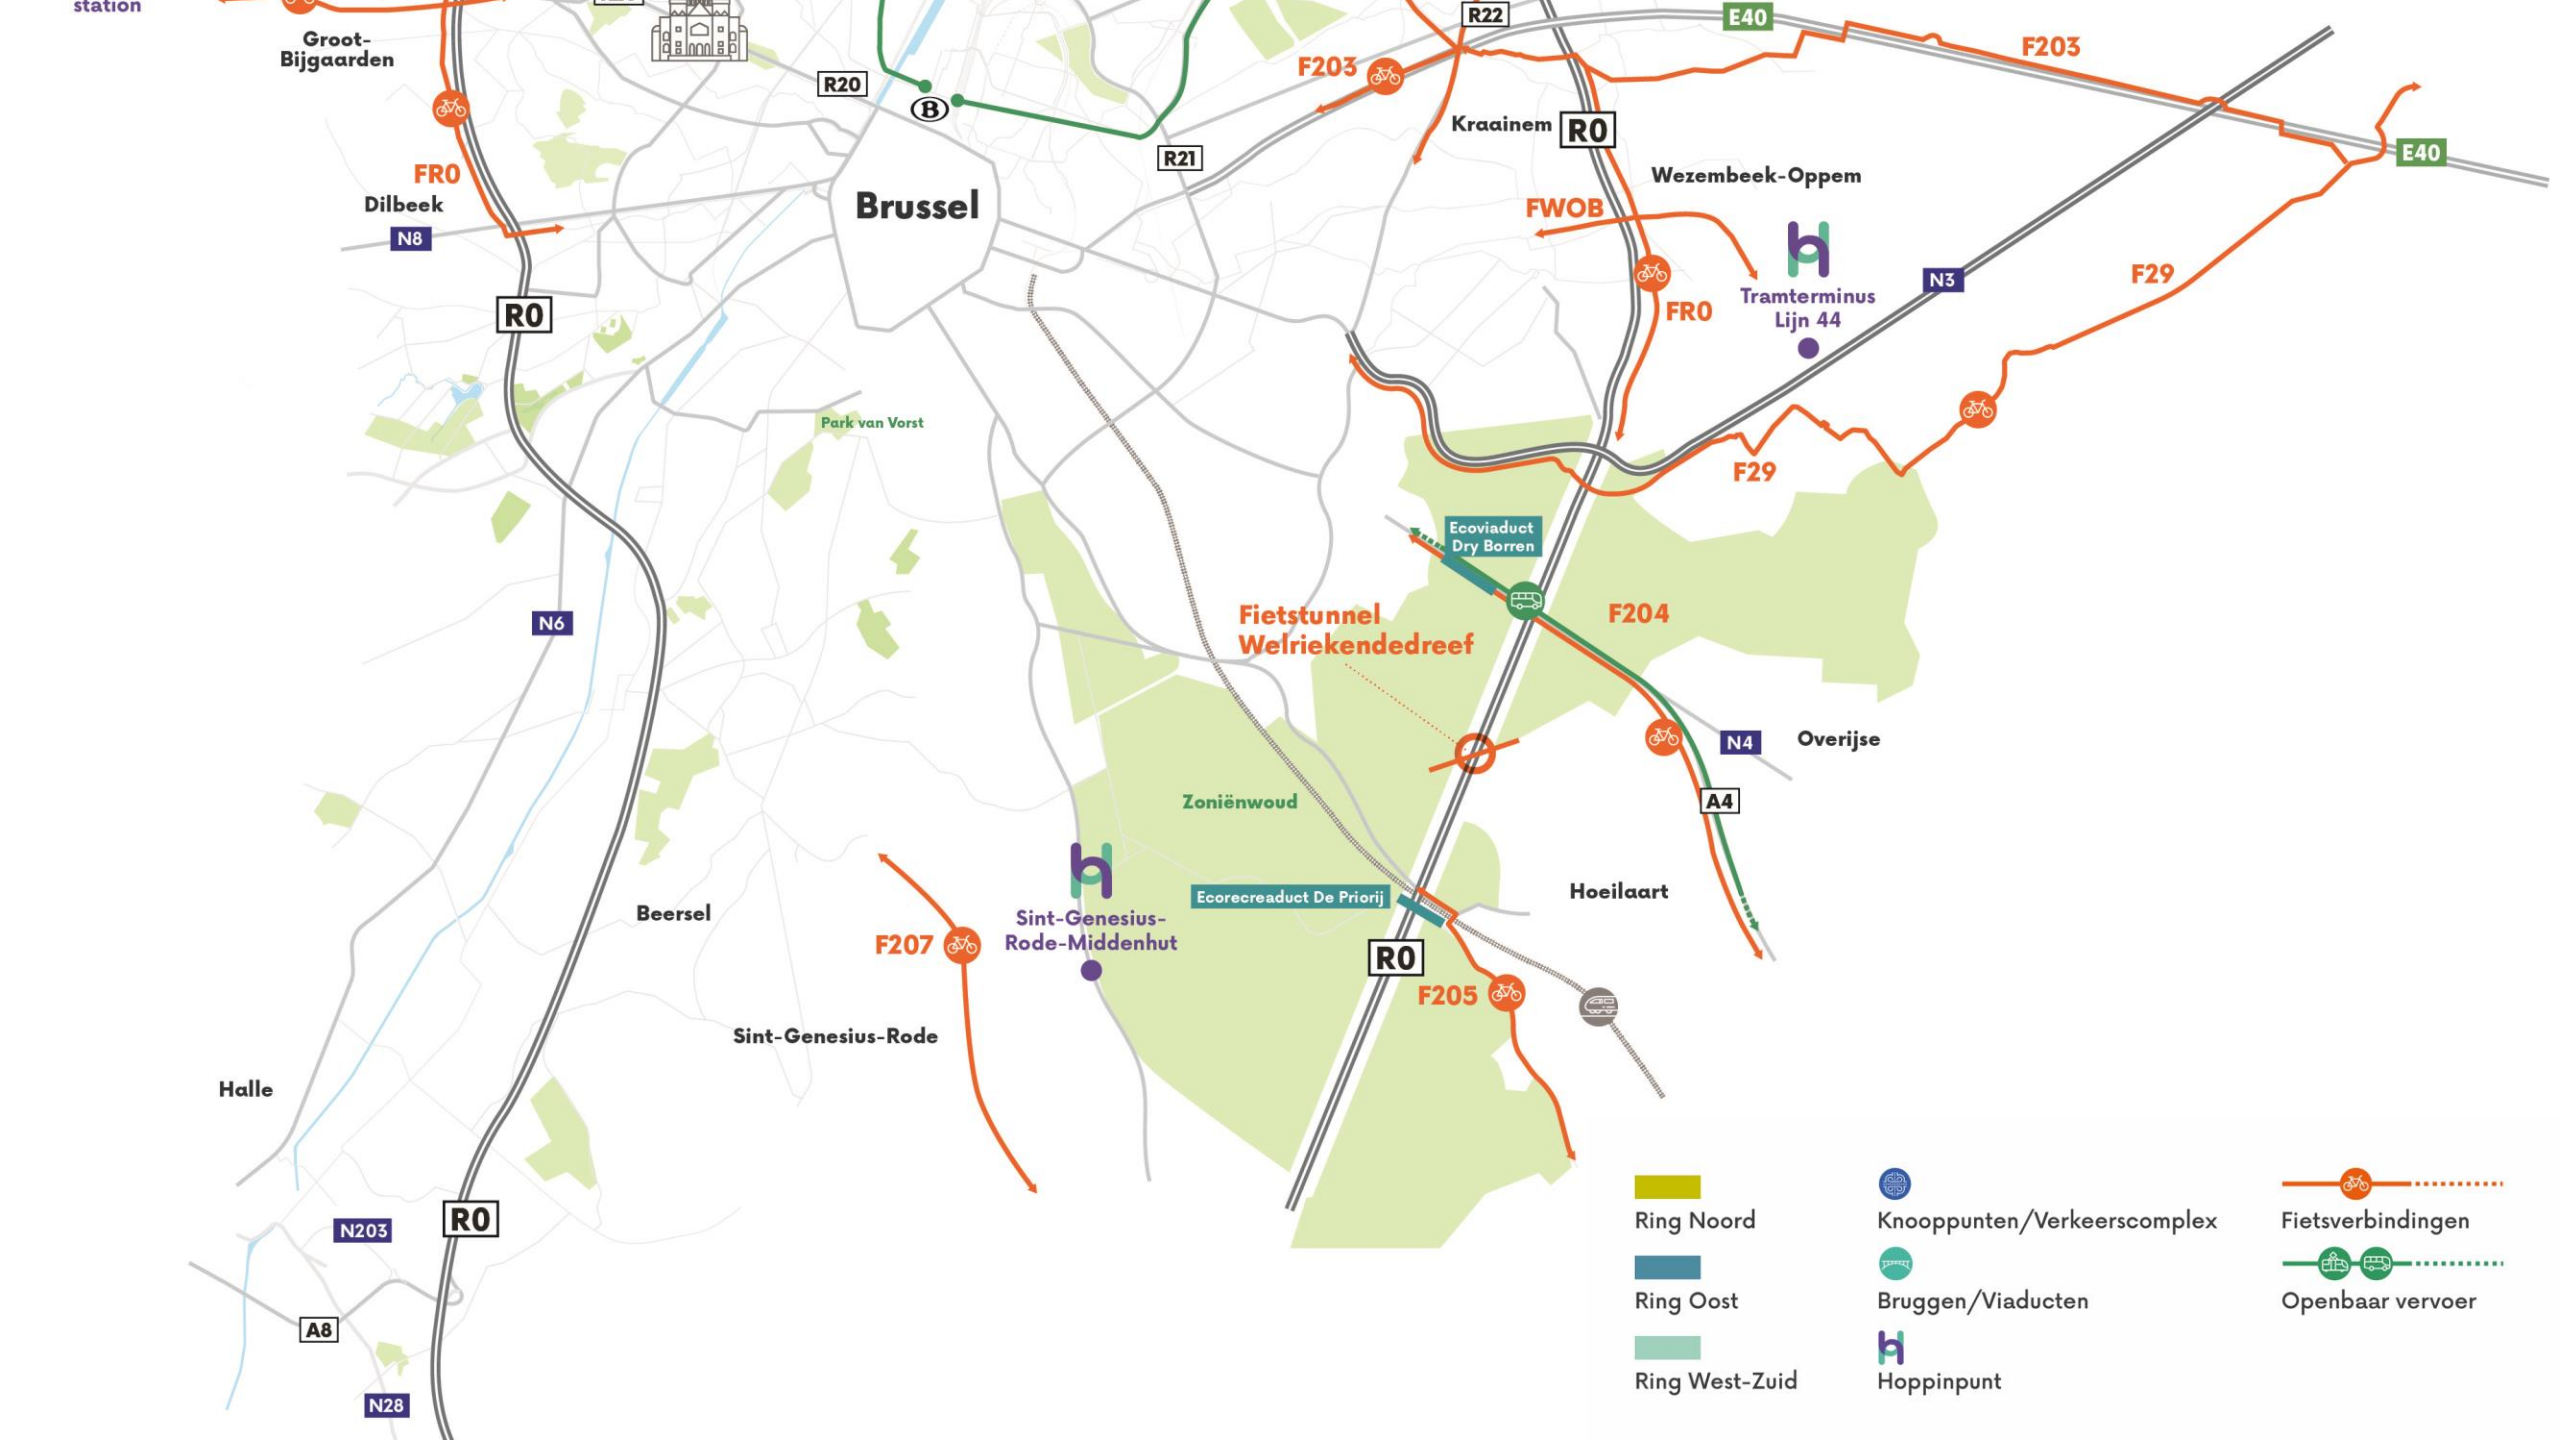 station
Groot-
Bijgaarden
R22
E40
F203
F203
R20
B
Kraainem
R0
R21
E40
FR0
Wezembeek-Oppem
Dilbeek
Brussel
FWOB
N8
R0
Tramterminus
Lijn 44
N3
F29
FR0
Park van Vorst
F29
Ecoviaduct
Dry Borren
N6
Fietstunnel
Welriekendedreef
F204
N4
Overijse
A4
Zoniënwoud
Ecorecreaduct De Priorij
Hoeilaart
Beersel
Sint-Genesius-
Rode-Middenhut
F207
R0
F205
Sint-Genesius-Rode
Halle
N203
R0
A8
N28
Ring Noord
Knooppunten/Verkeerscomplex
Fietsverbindingen
Ring Oost
Bruggen/Viaducten
Openbaar vervoer
Ring West-Zuid
Hoppinpunt